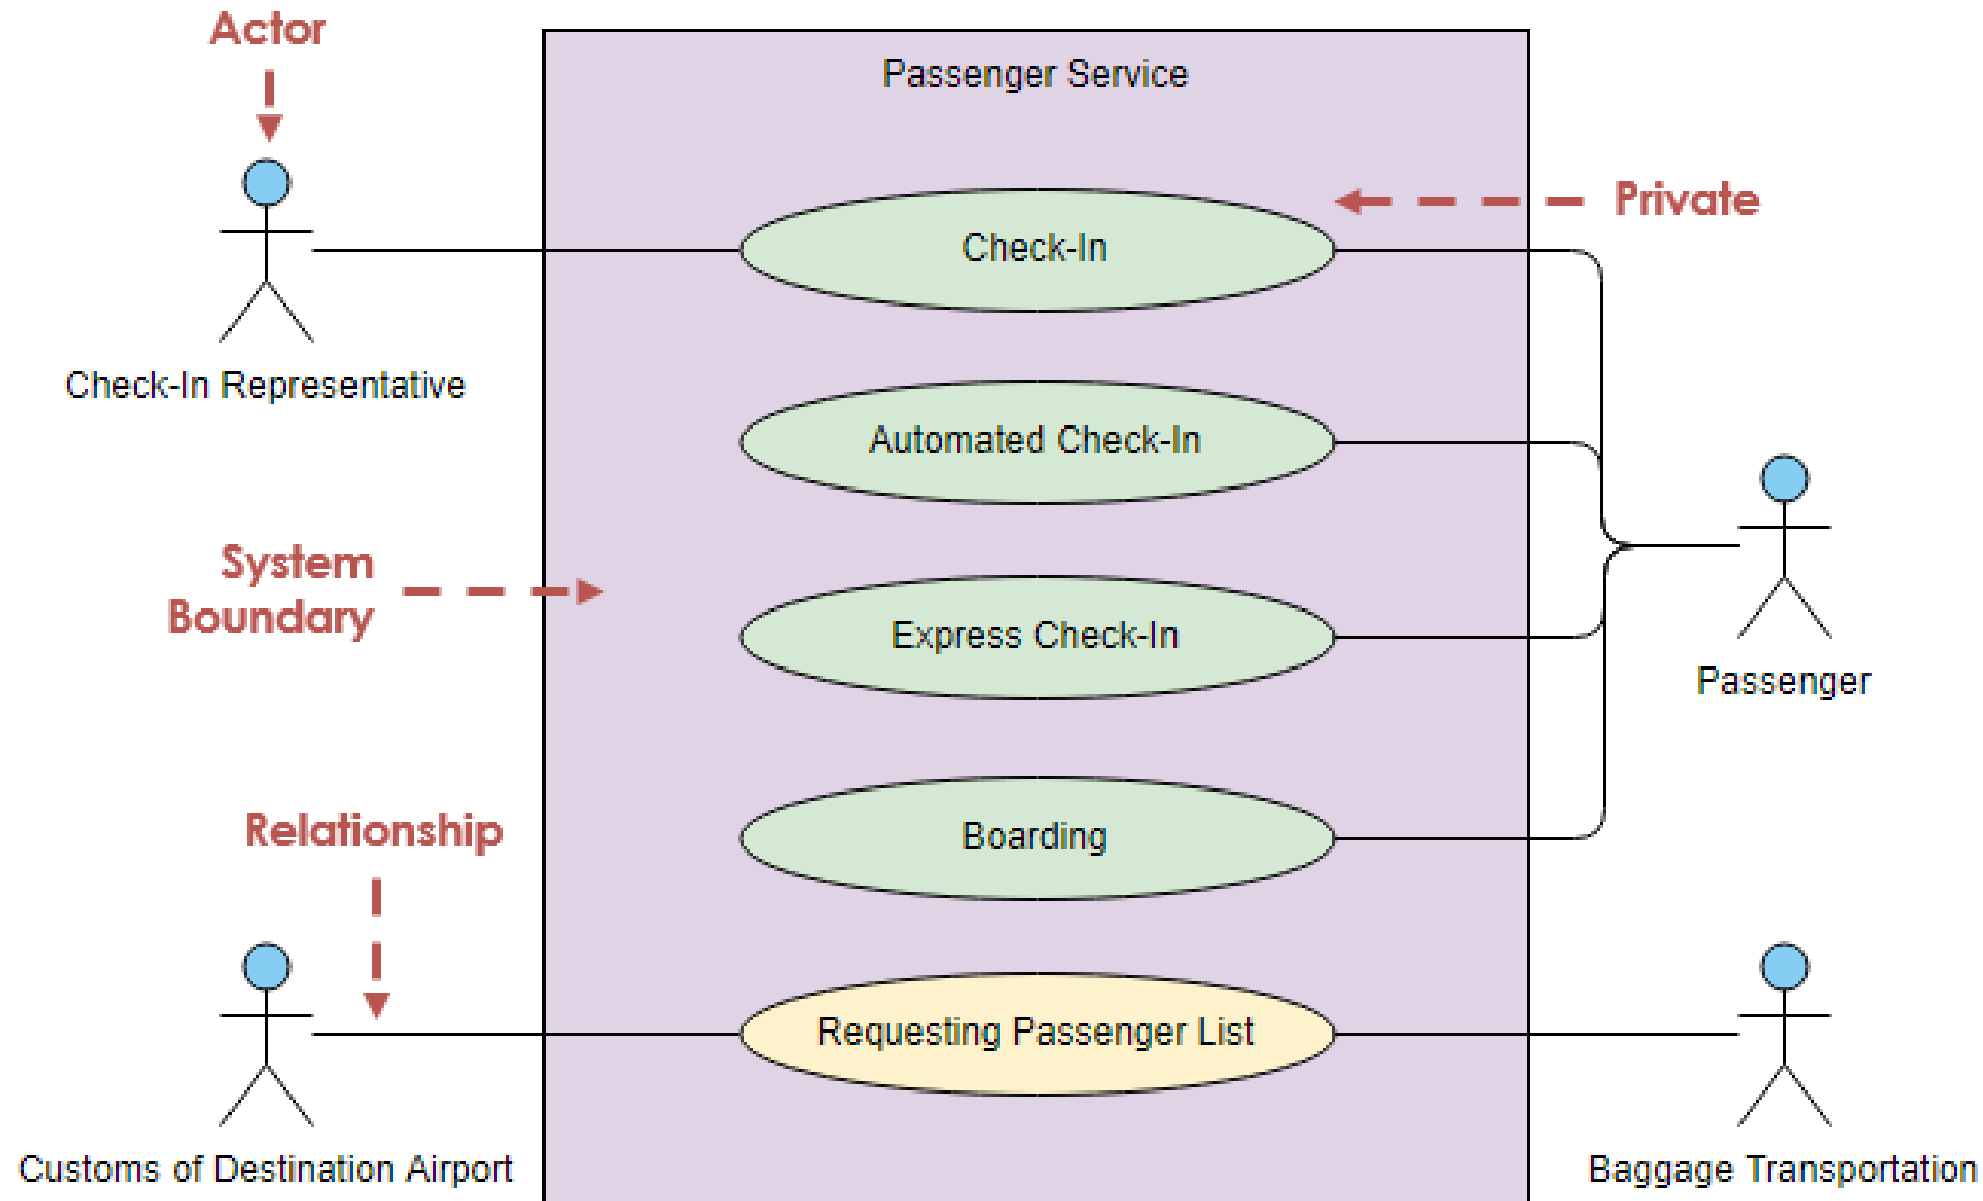 Actor
Passenger Service
Private
Check-In
Check-In Representative
Automated Check-In
System
Boundary
Express Check-In
Passenger
Relationship
Boarding
Requesting Passenger List
Customs of Destination Airport
Baggage Transportation